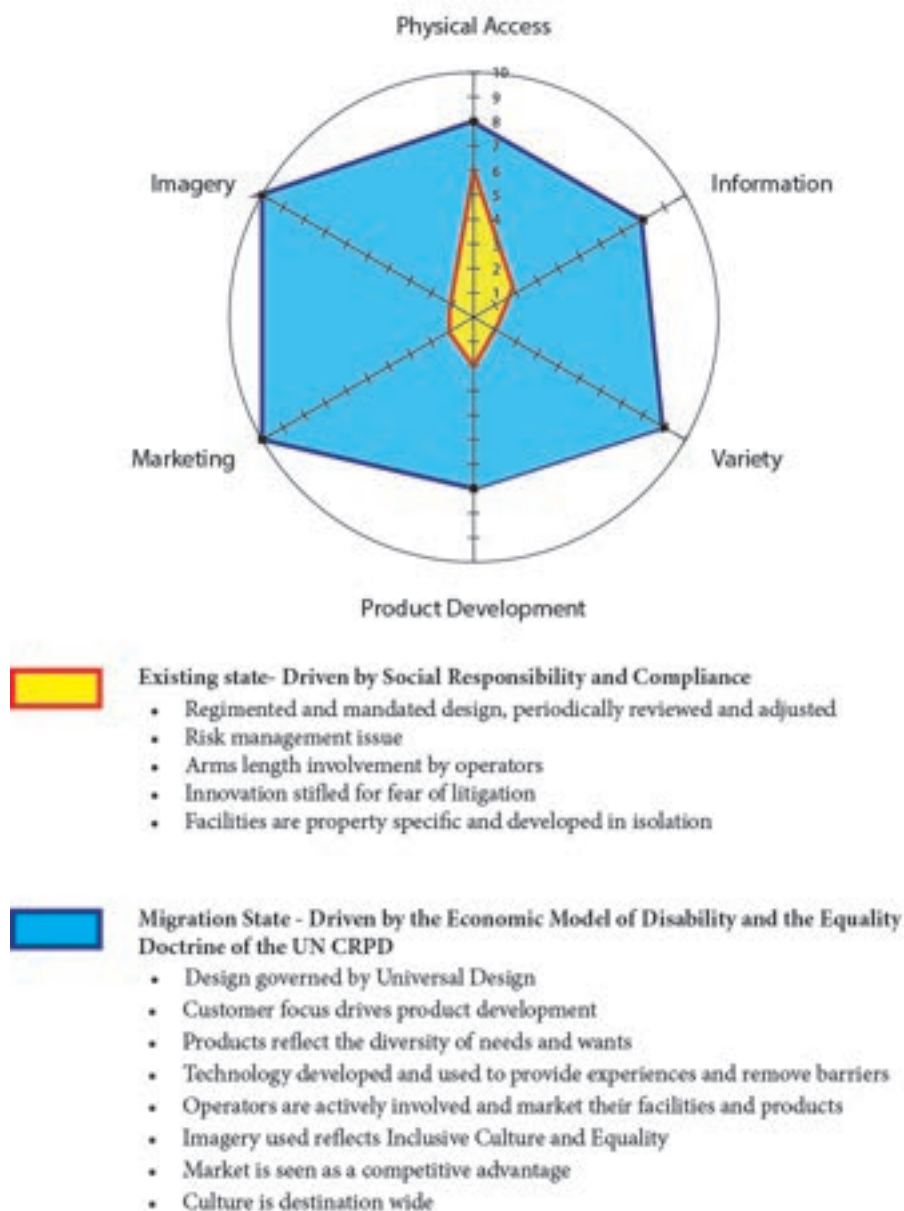 Physical Access
10
9
8
7
6
5
4
3
2
1
Imagery
Information
Marketing
Variety
Product Development
Existing state- Driven by Social Responsibility and Compliance
• Regimented and mandated design, periodically reviewed and adjusted
• Risk management issue
• Arms length involvement by operators
• Innovation stifled for fear of litigation
• Facilities are property specific and developed in isolation
Migration State - Driven by the Economic Model of Disability and the Equality
Doctrine of the UN CRPD
• Design governed by Universal Design
• Customer focus drives product development
• Products reflect the diversity of needs and wants
• Technology developed and used to provide experiences and remove barriers
• Operators are actively involved and market their facilities and products
• Imagery used reflects Inclusive Culture and Equality
• Market is seen as a competitive advantage
• Culture is destination wide